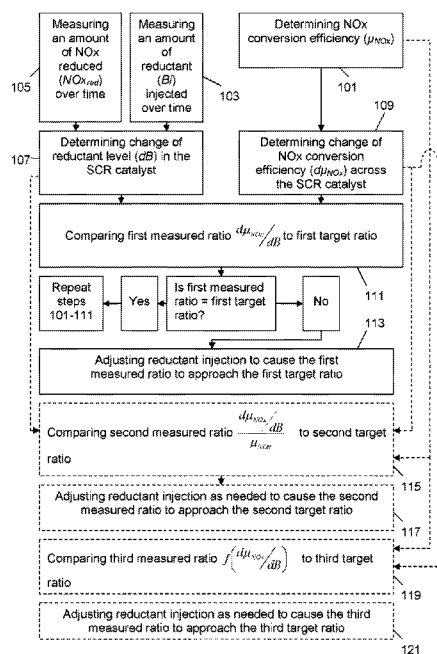 Measuring
an amount
of NOx
reduced
(NOx_red)
over time
105
Measuring
an amount
of
reductant
(Bi)
injected
over time
103
Determining NOx
conversion efficiency (μ_NOx)
101
109
107
Determining change of
reductant level (dB) in the
SCR catalyst
Determining change of
NOx conversion
efficiency (dμ_NOx) across
the SCR catalyst
Comparing first measured ratio dμ_NOx/dB to first target ratio
111
Repeat
steps
101-111
Yes
Is first measured
ratio = first target
ratio?
No
113
Adjusting reductant injection to cause the first
measured ratio to approach the first target ratio
Comparing second measured ratio (dμ_NOx/dB)/μ_NOx to second target
ratio
115
Adjusting reductant injection as needed to cause the second
measured ratio to approach the second target ratio
117
Comparing third measured ratio f(dμ_NOx/dB) to third target
ratio
119
Adjusting reductant injection as needed to cause the third
measured ratio to approach the third target ratio
121